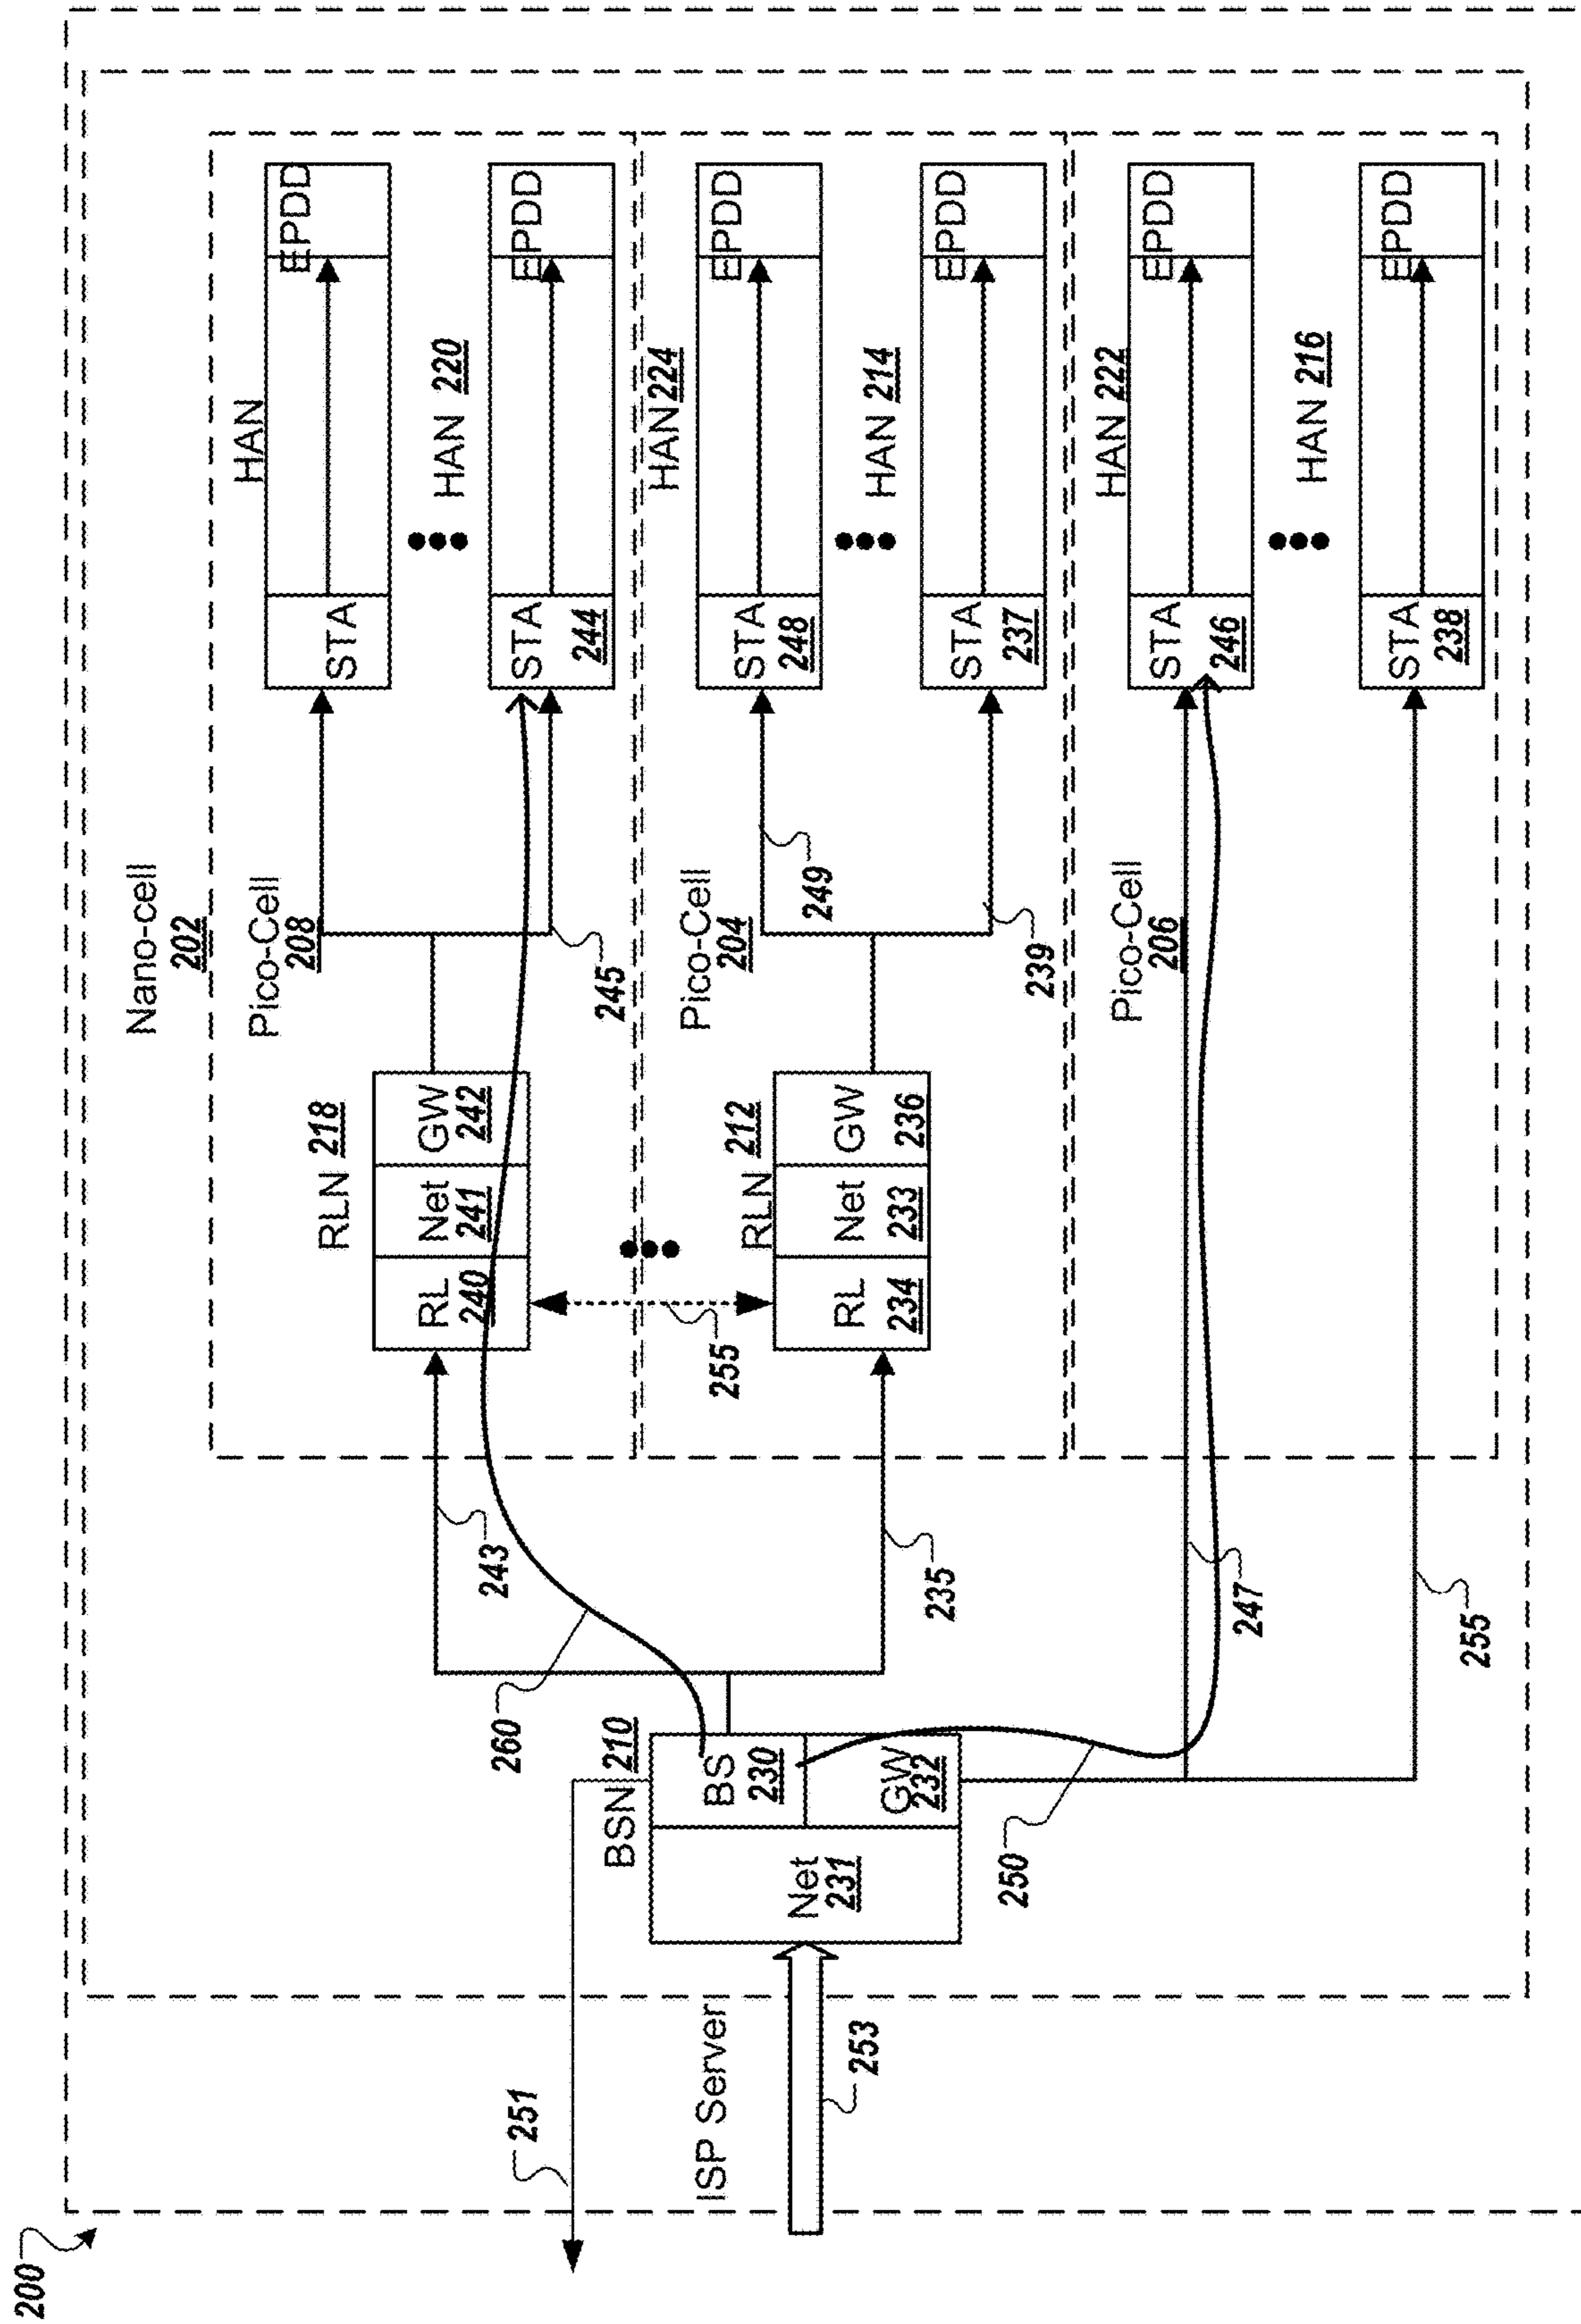 200
Nano-cell
202
Pico-Cell
208
HAN
STA
EPDD
HAN 220
STA
244
EPDD
RLN 218
RL
240
Net
241
GW
242
243
245
260
251
255
Pico-Cell
204
HAN 224
STA
248
EPDD
HAN 214
STA
237
EPDD
RLN 212
RL
234
Net
233
GW
236
235
249
239
BSN 210
BS
230
GW
232
Net
231
ISP Server
253
250
Pico-Cell
206
HAN 222
STA
246
EPDD
HAN 216
STA
238
EPDD
247
255